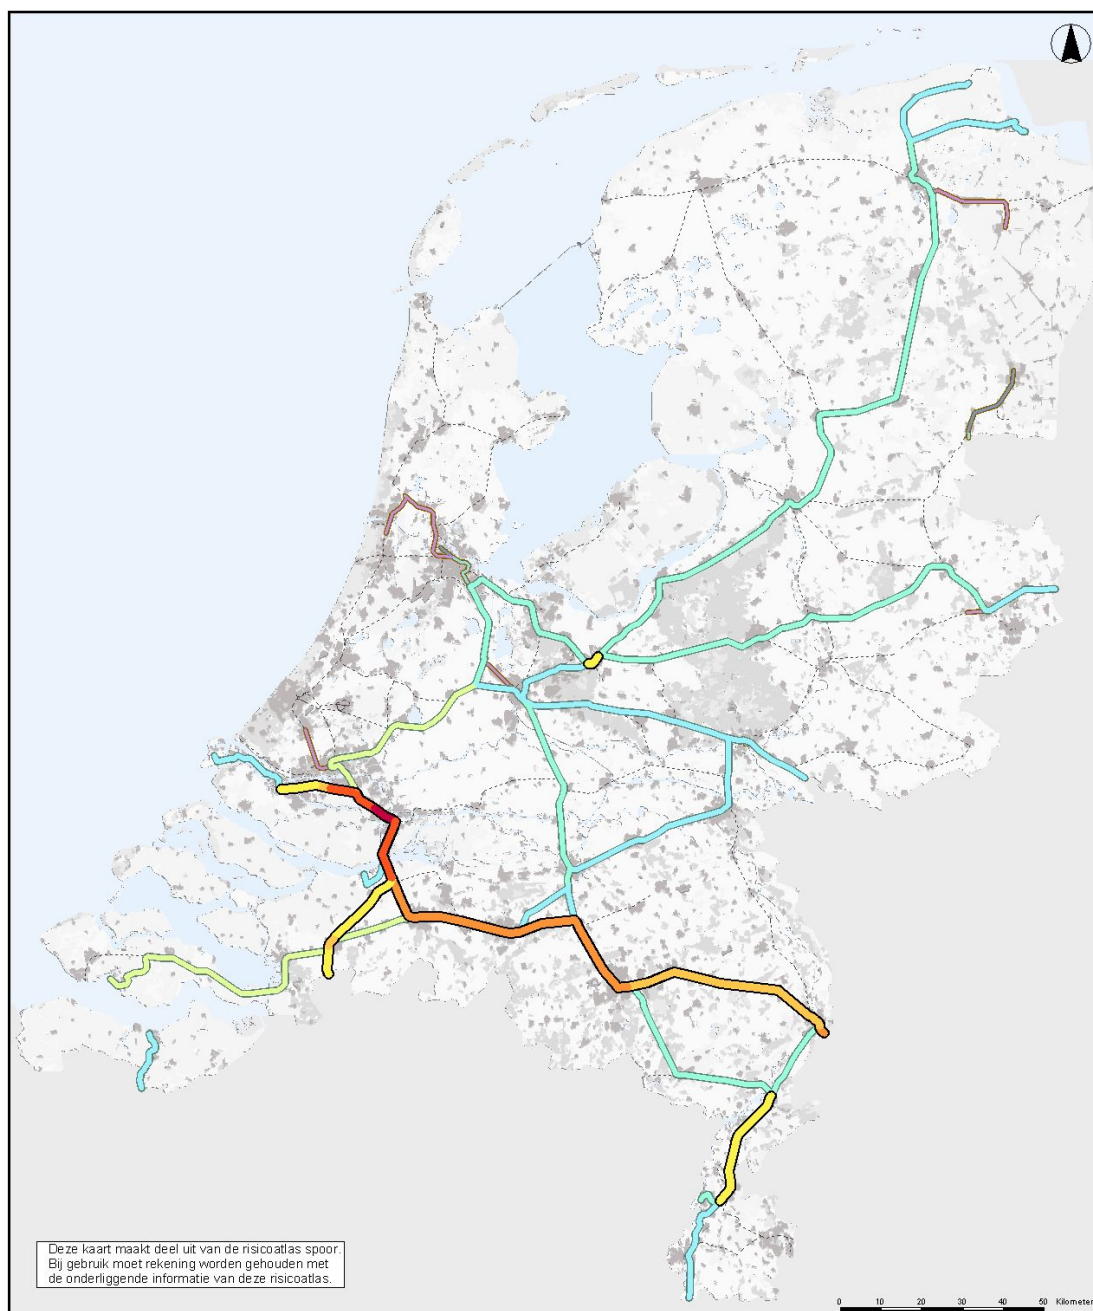 Deze kaart maakt deel uit van de risicoatlas spoor.
Bij gebruik moet rekening worden gehouden met
de onderliggende informatie van deze risicoatlas.
0 10 20 30 40 50 Kilometer